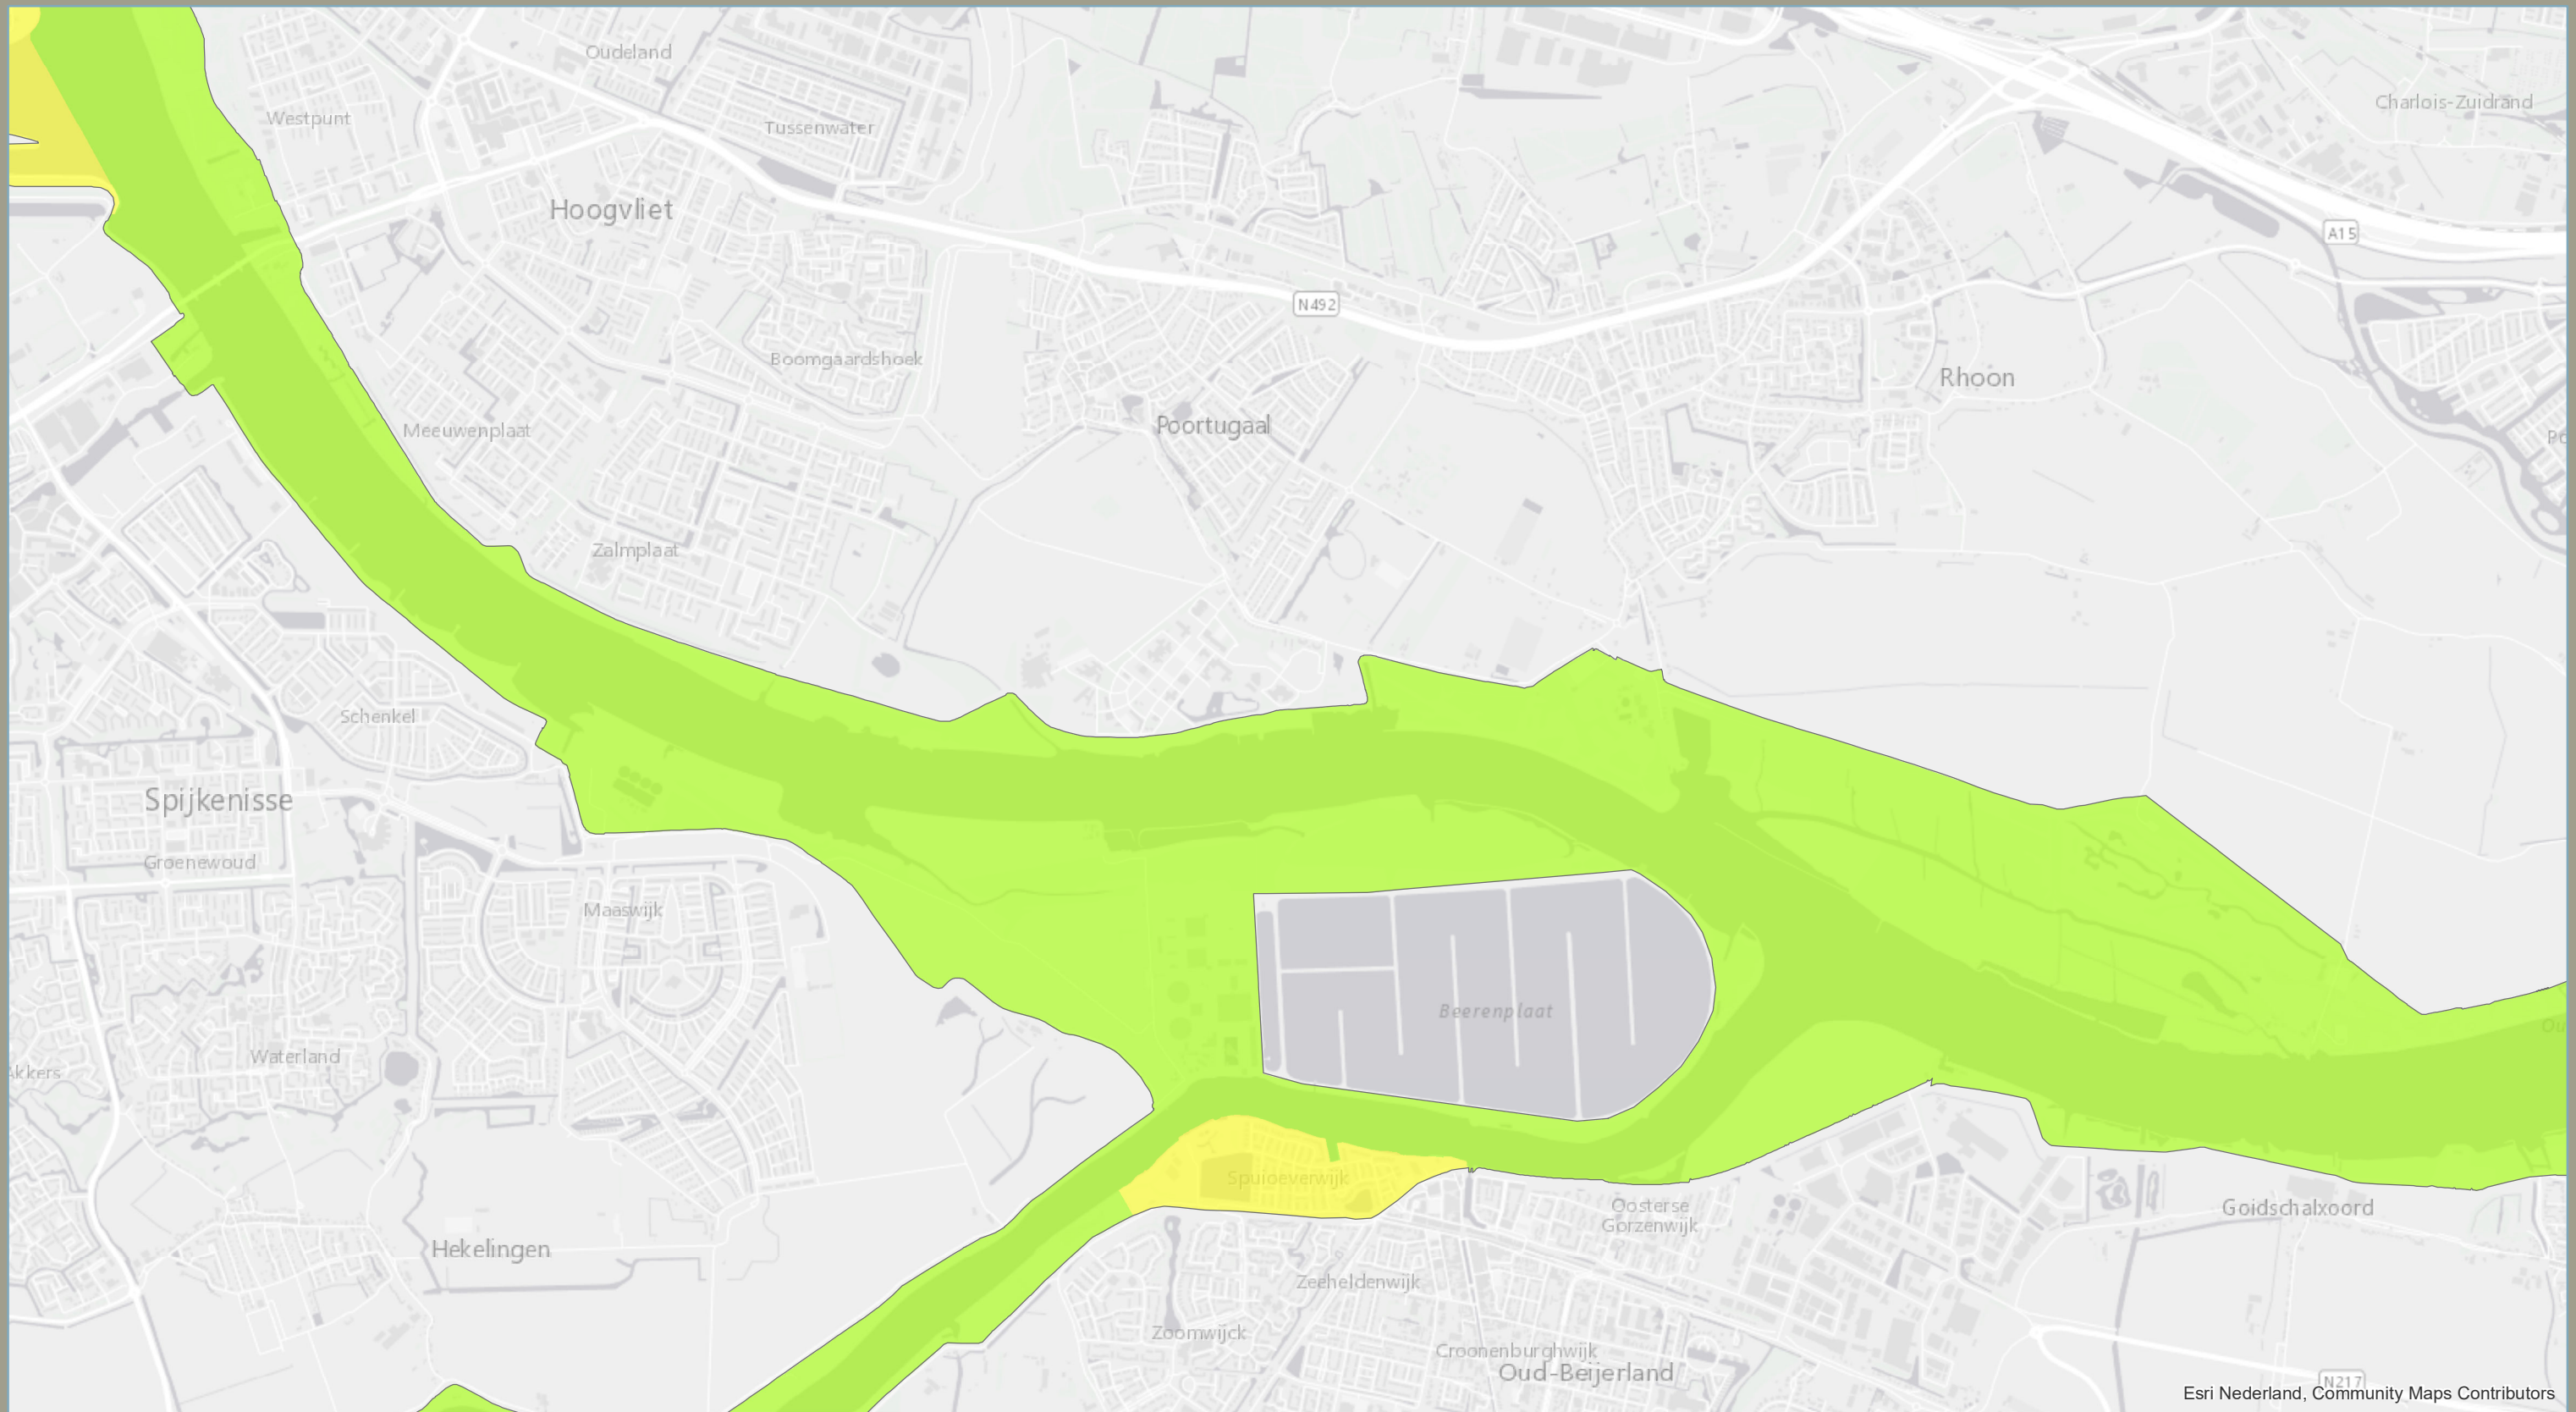 Oudeland
Charlois-Zuidrand
Westpunt
Tussenwater
Hoogvliet
A15
N492
Boomgaardshoek
Rhoon
Poortugaal
Meeuwenplaat
Zalmplaat
Schenkel
Spijkenisse
Groenewoud
Maaswijk
Beerenplaat
Waterland
Akkers
Spuioeverwijk
Oosterse
Gorzenwijk
Goidschalxoord
Hekelingen
Zeeheldenwijk
Zoomwijck
Croonenburghwijk
Oud-Beijerland
N217
Esri Nederland, Community Maps Contributors